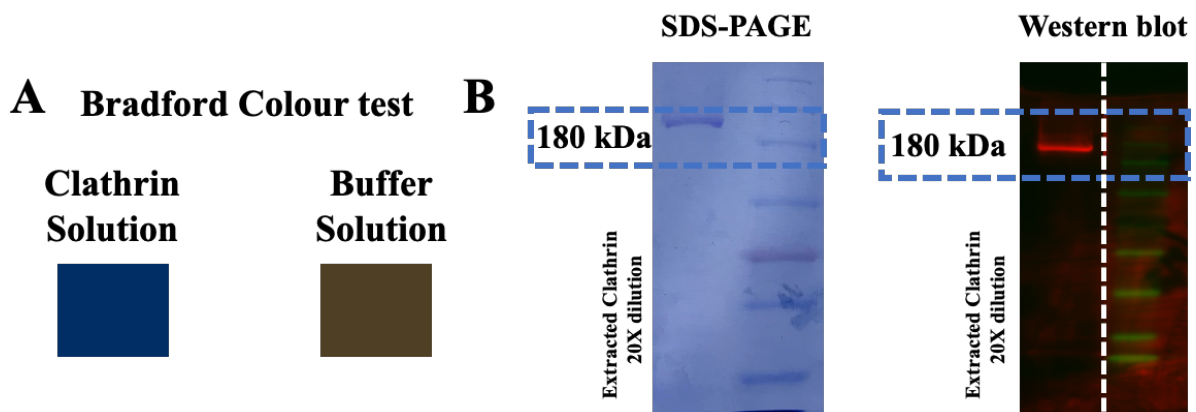 A
Bradford Colour test
Clathrin
Solution
Buffer
Solution
B
SDS-PAGE
180 kDa
Extracted Clathrin
20X dilution
Western blot
180 kDa
Extracted Clathrin
20X dilution